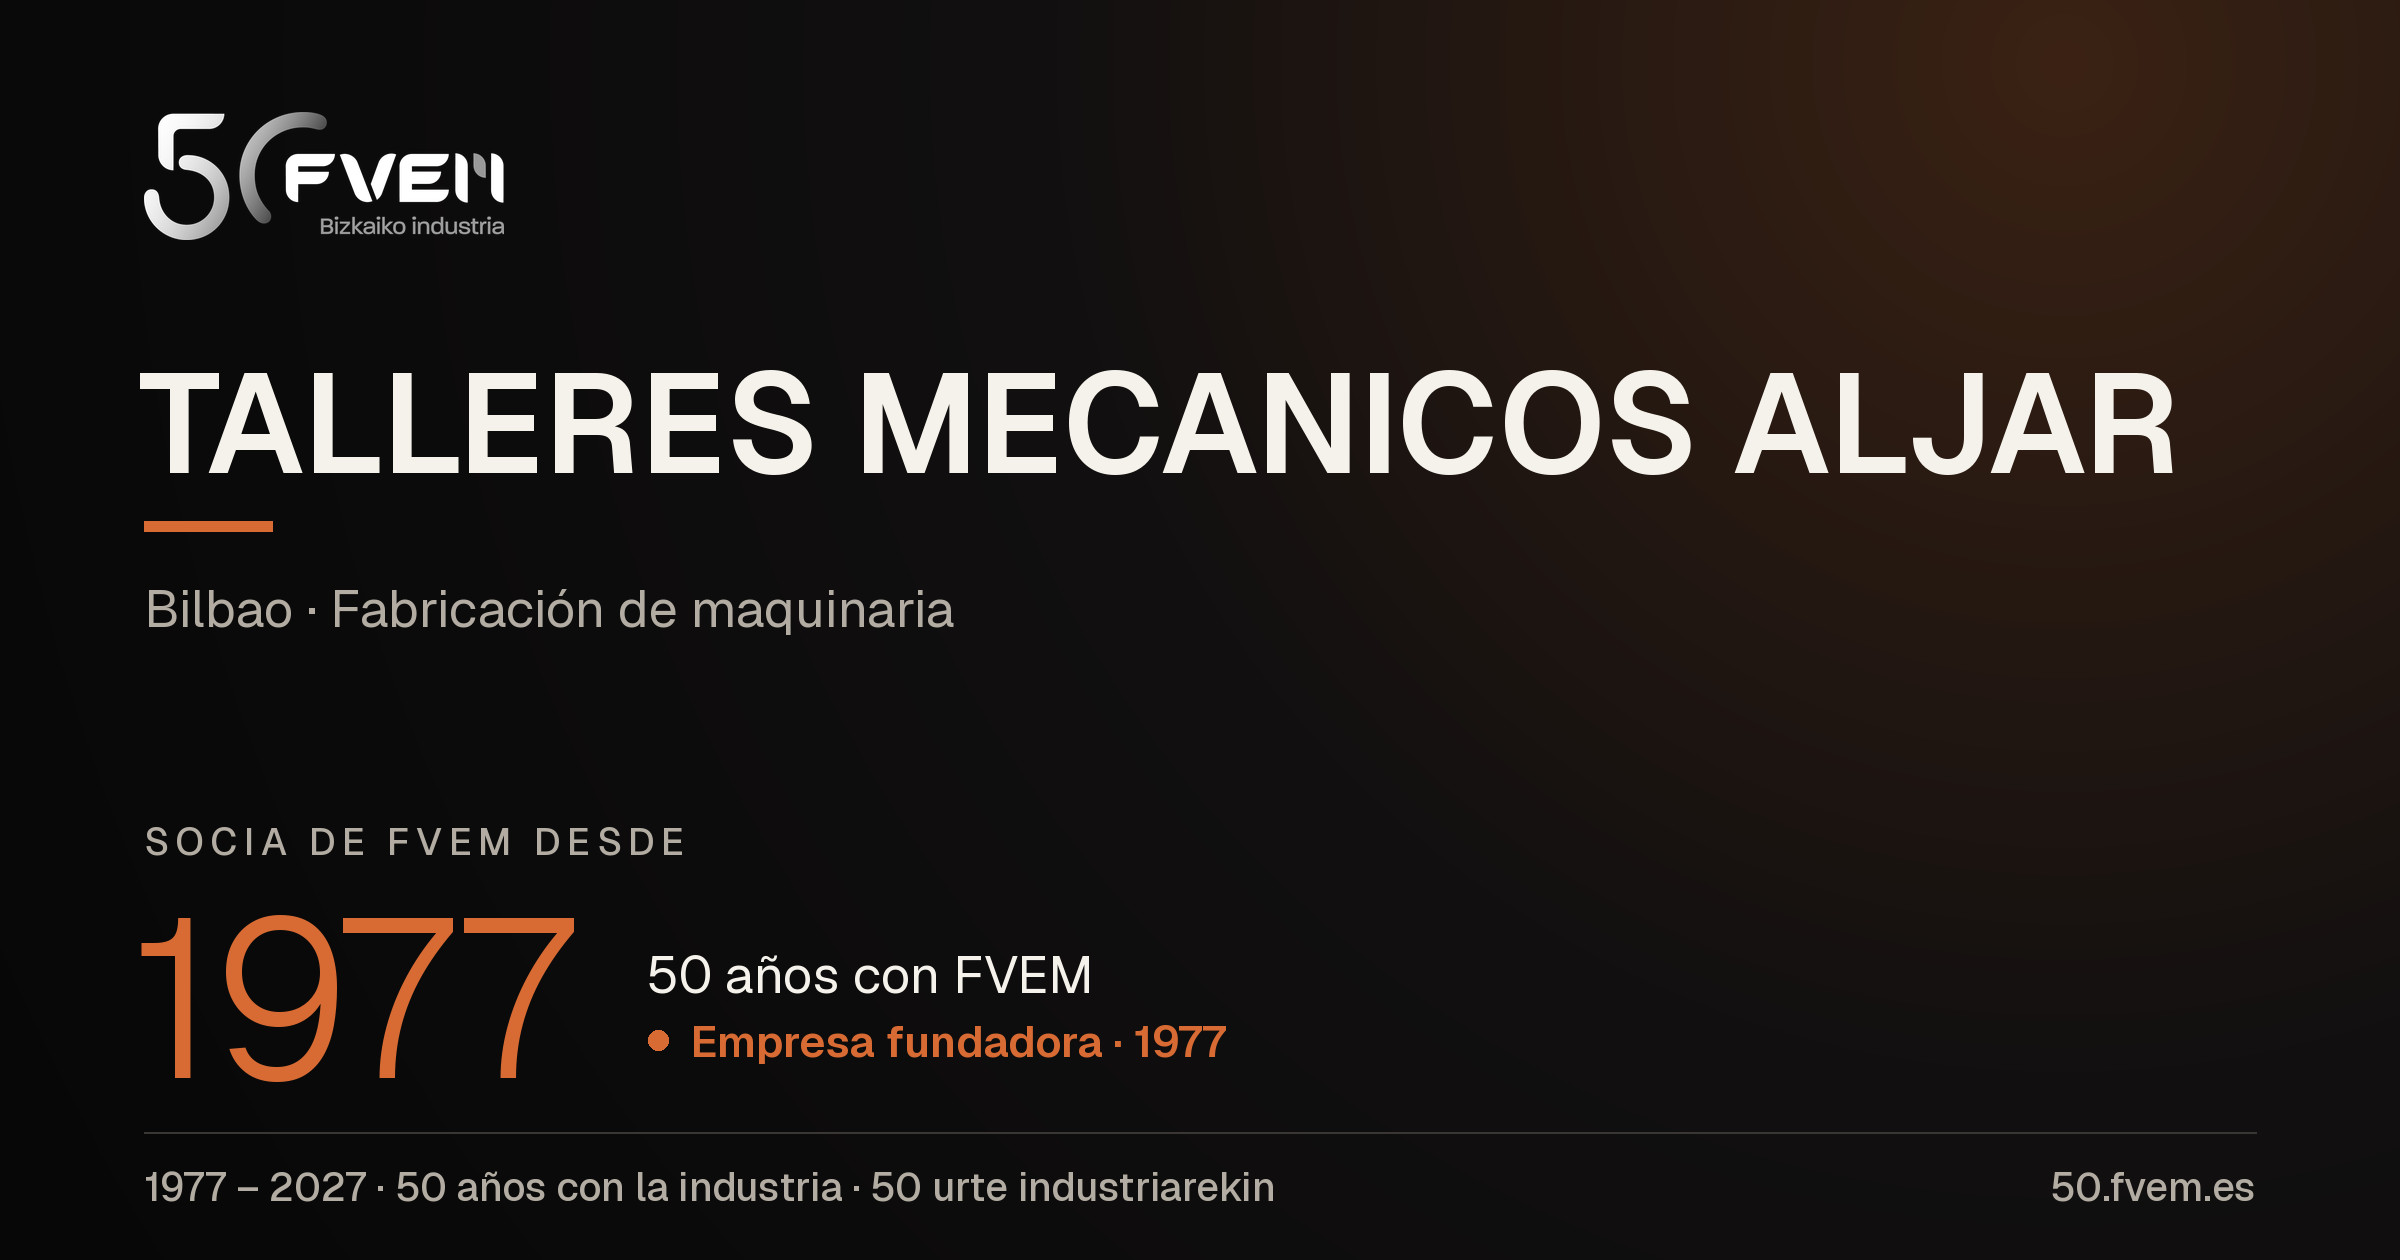 50 FVEM
Bizkaiko industria
TALLERES MECANICOS ALJAR
Bilbao · Fabricación de maquinaria
SOCIA DE FVEM DESDE
1977
50 años con FVEM
Empresa fundadora · 1977
1977 – 2027 · 50 años con la industria · 50 urte industriarekin
50.fvem.es